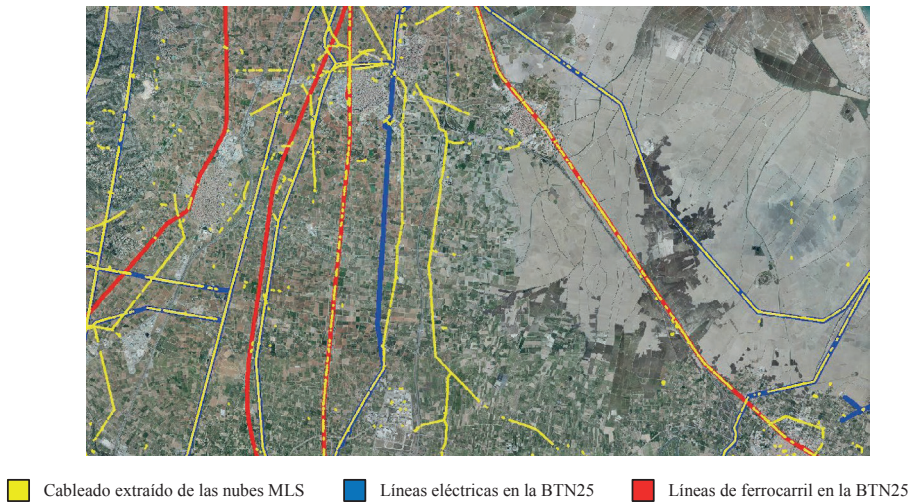 Cableado extraído de las nubes MLS
Líneas eléctricas en la BTN25
Líneas de ferrocarril en la BTN25